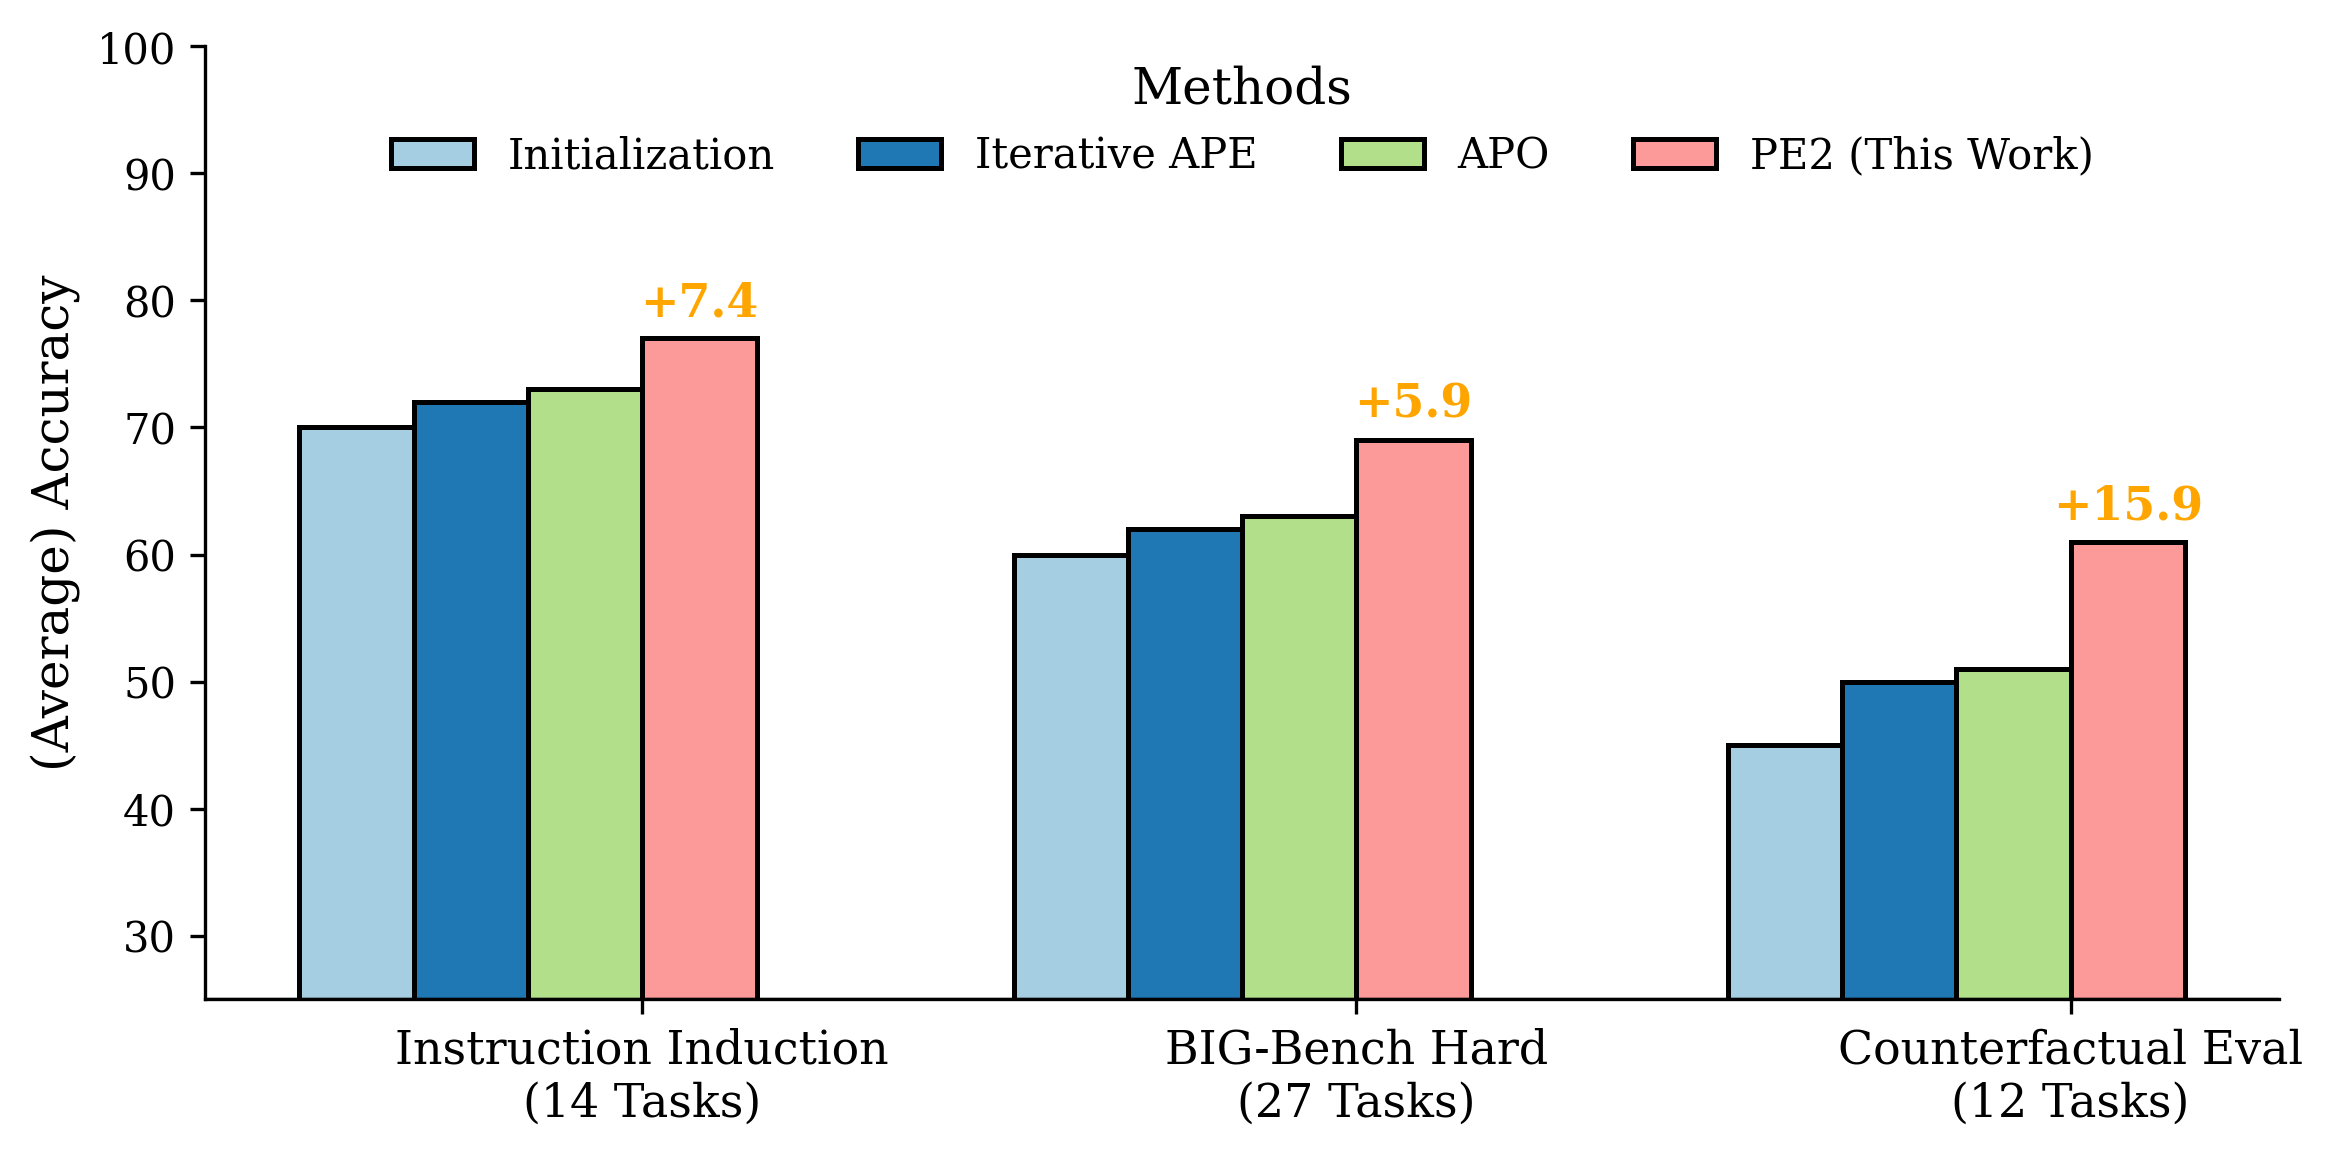 Methods
Initialization Iterative APE APO PE2 (This Work)
(Average) Accuracy
100
90
80
70
60
50
40
30
+7.4
+5.9
+15.9
Instruction Induction
(14 Tasks)
BIG-Bench Hard
(27 Tasks)
Counterfactual Eval
(12 Tasks)